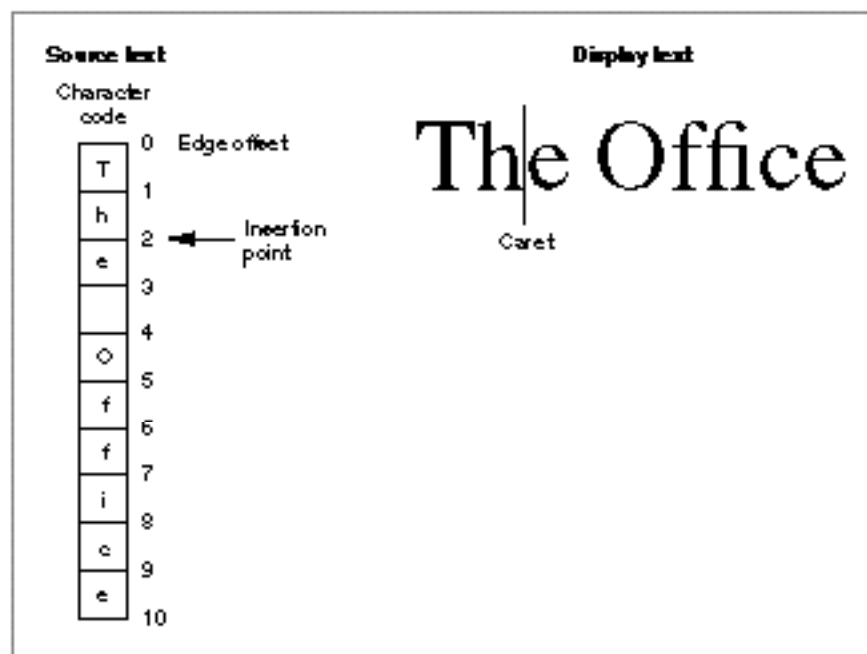 Source text
Display text
Character
code
0 Edge offset
T
1
h
2 Insertion
point
e
3
4
O
5
f
6
f
7
i
8
c
9
e
10
The Office
Caret